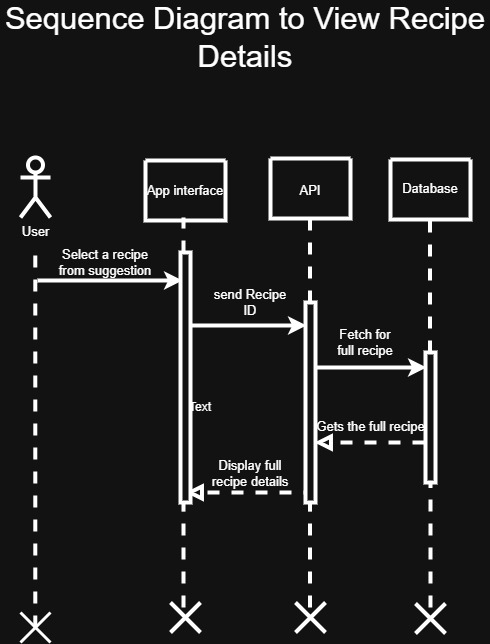 Sequence Diagram to View Recipe
Details
App interface
API
Database
User
Select a recipe
from suggestion
send Recipe
ID
Fetch for
full recipe
Text
Gets the full recipe
Display full
recipe details